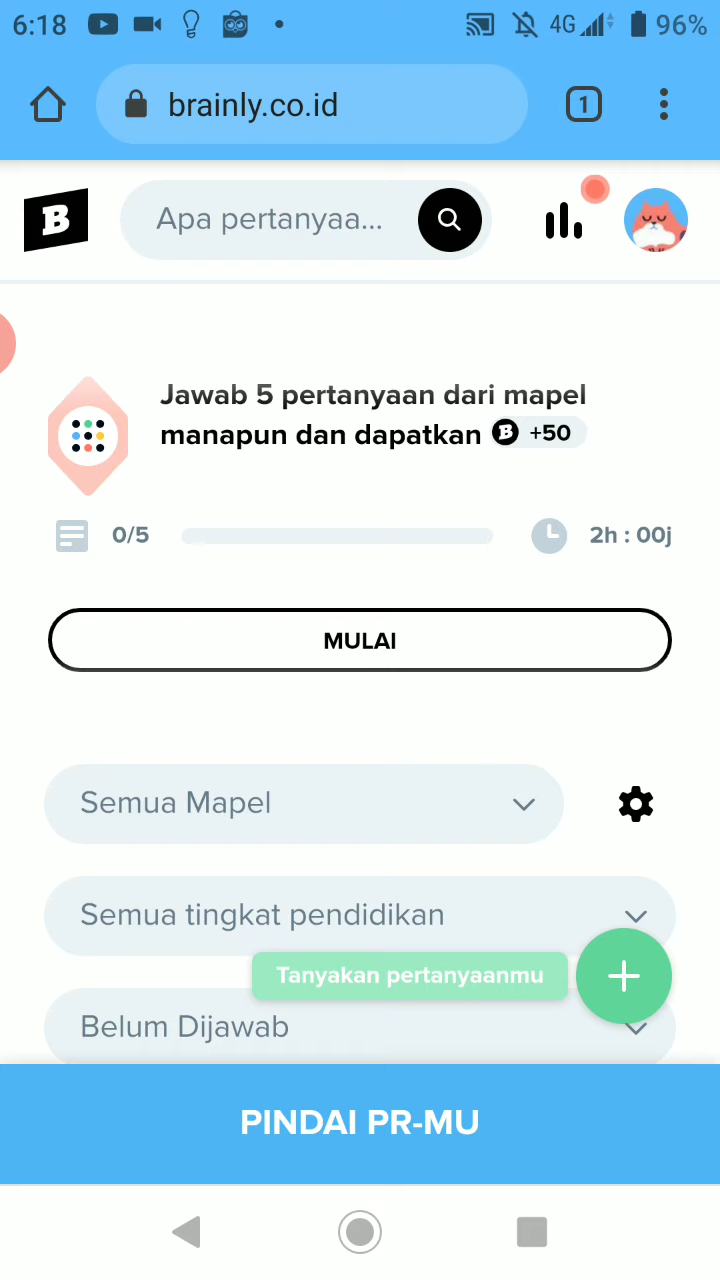 6:18
4G
96%
brainly.co.id
1
B
Apa pertanyaa...
Jawab 5 pertanyaan dari mapel
manapun dan dapatkan B +50
0/5
2h : 00j
MULAI
Semua Mapel
Semua tingkat pendidikan
Tanyakan pertanyaanmu
Belum Dijawab
PINDAI PR-MU